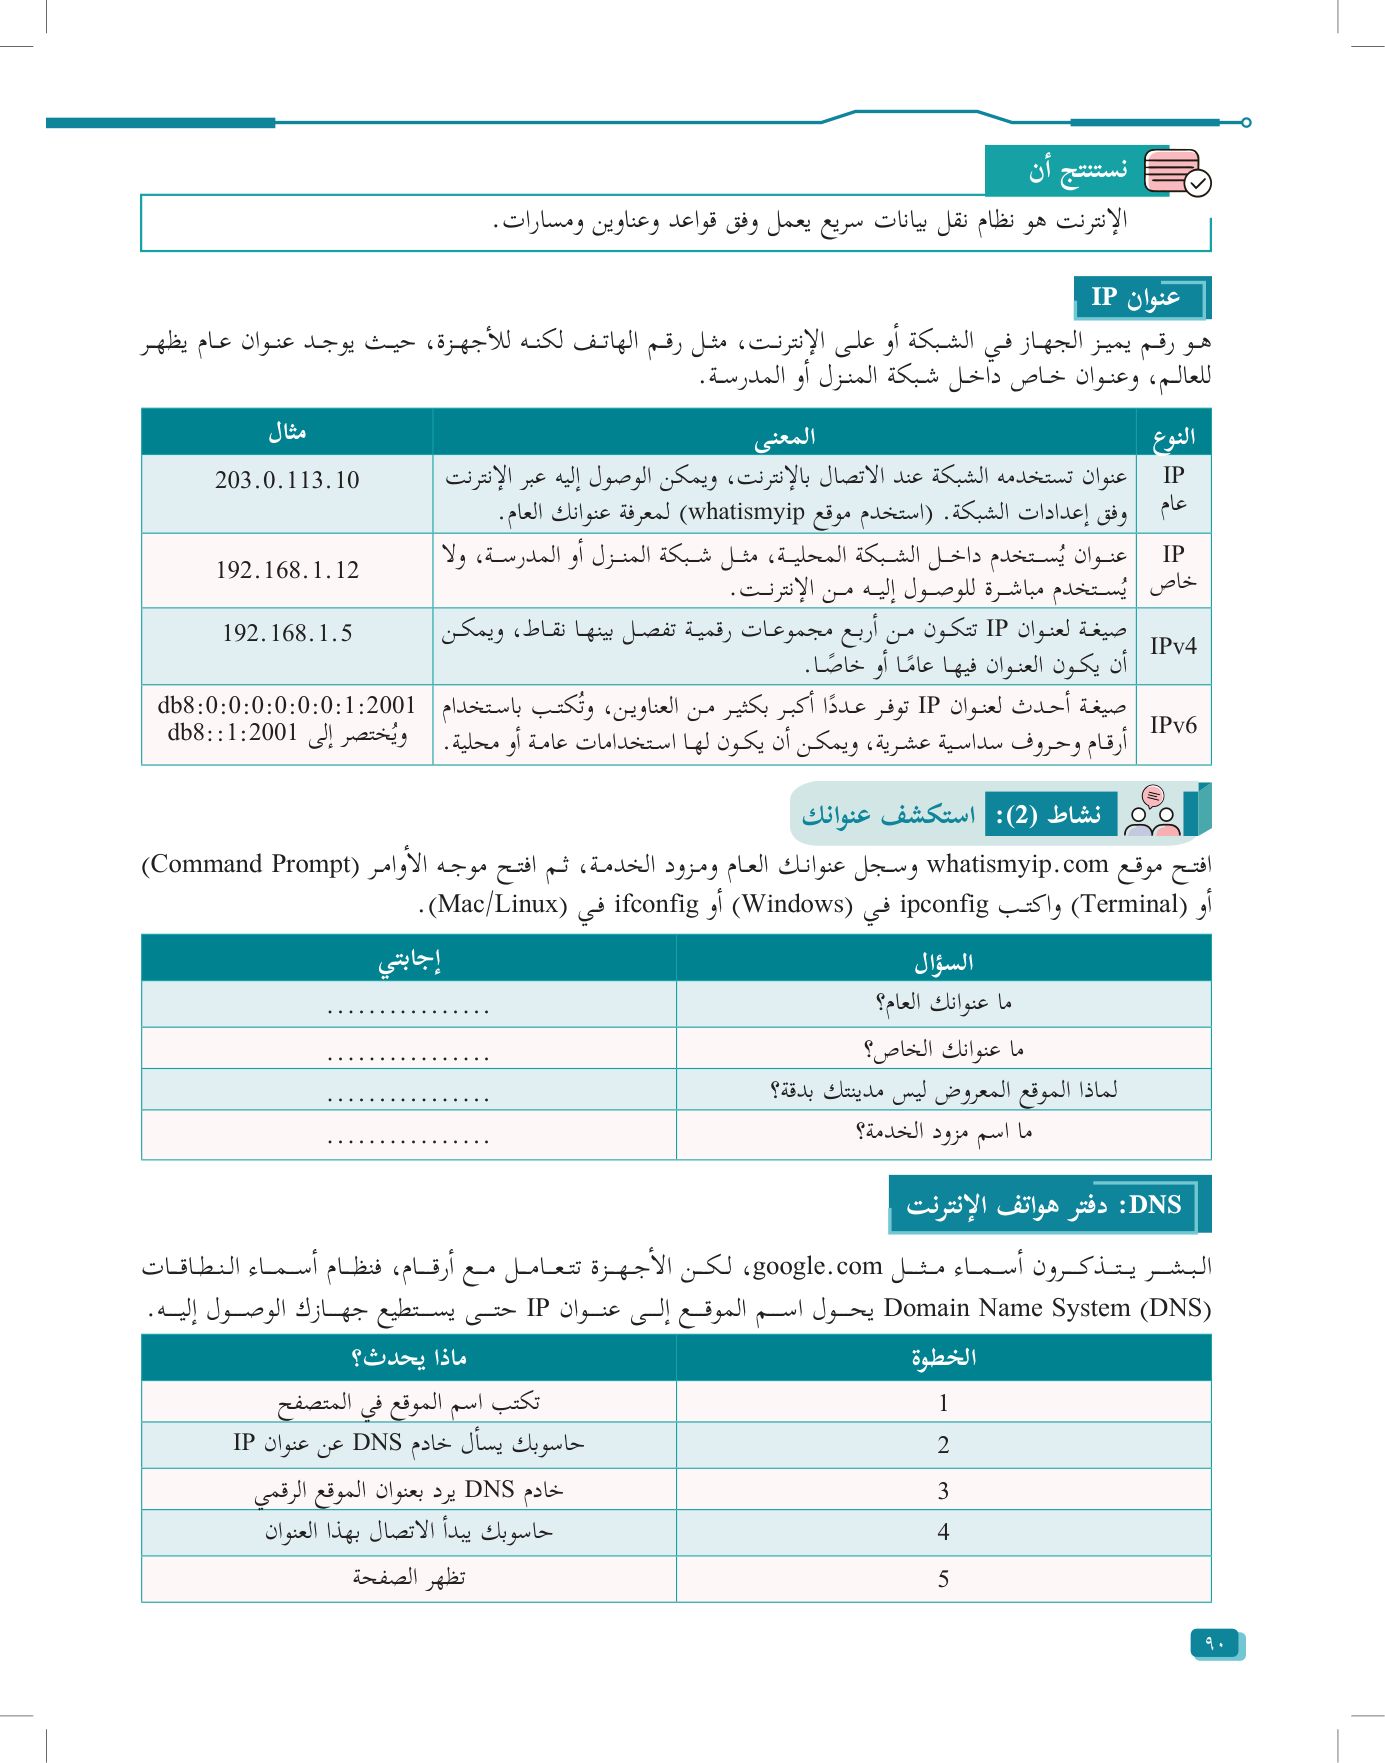 نستنتج أن
الإنترنت هو نظام نقل بيانات سريع يعمل وفق قواعد وعناوين ومسارات.
عنوان IP
هو رقم يميز الجهاز في الشبكة أو على الإنترنت، مثل رقم الهاتف لكنه للأجهزة، حيث يوجد عنوان عام يظهر
للعالم، وعنوان خاص داخل شبكة المنزل أو المدرسة.
النوع المعنى مثال
IP عام
عنوان تستخدمه الشبكة عند الاتصال بالإنترنت، ويمكن الوصول إليه عبر الإنترنت
وفق إعدادات الشبكة. (استخدم موقع whatismyip) لمعرفة عنوانك العام.
203.0.113.10
IP خاص
عنوان يُستخدم داخل الشبكة المحلية، مثل شبكة المنزل أو المدرسة، ولا
يُستخدم مباشرة للوصول إليه من الإنترنت.
192.168.1.12
IPv4
صيغة لعنوان IP تتكون من أربع مجموعات رقمية تفصل بينها نقاط، ويمكن
أن يكون العنوان فيها عامًا أو خاصًا.
192.168.1.5
IPv6
صيغة أحدث لعنوان IP توفر عددًا أكبر بكثير من العناوين، وتُكتب باستخدام
أرقام وحروف سداسية عشرية، ويمكن أن يكون لها استخدامات عامة أو محلية.
db8:0:0:0:0:0:0:1:2001
ويُختصر إلى db8::1:2001
نشاط (2): استكشف عنوانك
افتح موقع whatismyip.com وسجل عنوانك العام ومزود الخدمة، ثم افتح موجه الأوامر (Command Prompt)
أو (Terminal) واكتب ipconfig في (Windows) أو ifconfig في (Mac/Linux).
السؤال إجابتي
ما عنوانك العام؟ ................
ما عنوانك الخاص؟ ................
لماذا الموقع المعروض ليس مدينتك بدقة؟ ................
ما اسم مزود الخدمة؟ ................
DNS: دفتر هواتف الإنترنت
البشر يتذكرون أسماء مثل google.com، لكن الأجهزة تتعامل مع أرقام، فنظام أسماء النطاقات
Domain Name System (DNS) يحول اسم الموقع إلى عنوان IP حتى يستطيع جهازك الوصول إليه.
الخطوة ماذا يحدث؟
1 تكتب اسم الموقع في المتصفح
2 حاسوبك يسأل خادم DNS عن عنوان IP
3 خادم DNS يرد بعنوان الموقع الرقمي
4 حاسوبك يبدأ الاتصال بهذا العنوان
5 تظهر الصفحة
٩٠